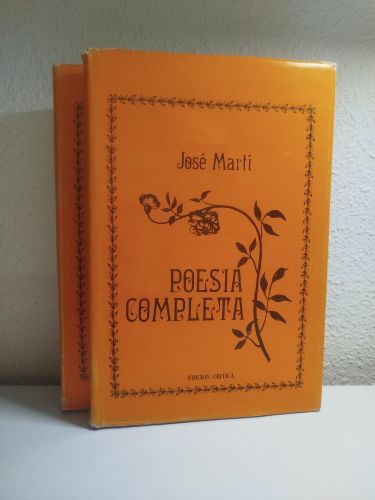 José Martí
POESIA
COMPLETA
EDICION CRITICA